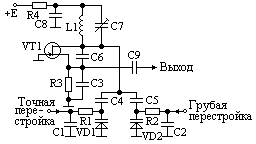 +E
R4
C8
L1
C7
VT1
C6
C9
Выход
R3
C3
Точная пере-
стройка
C4
C5
Грубая
перестройка
C1
R1
VD1
R2
VD2
C2